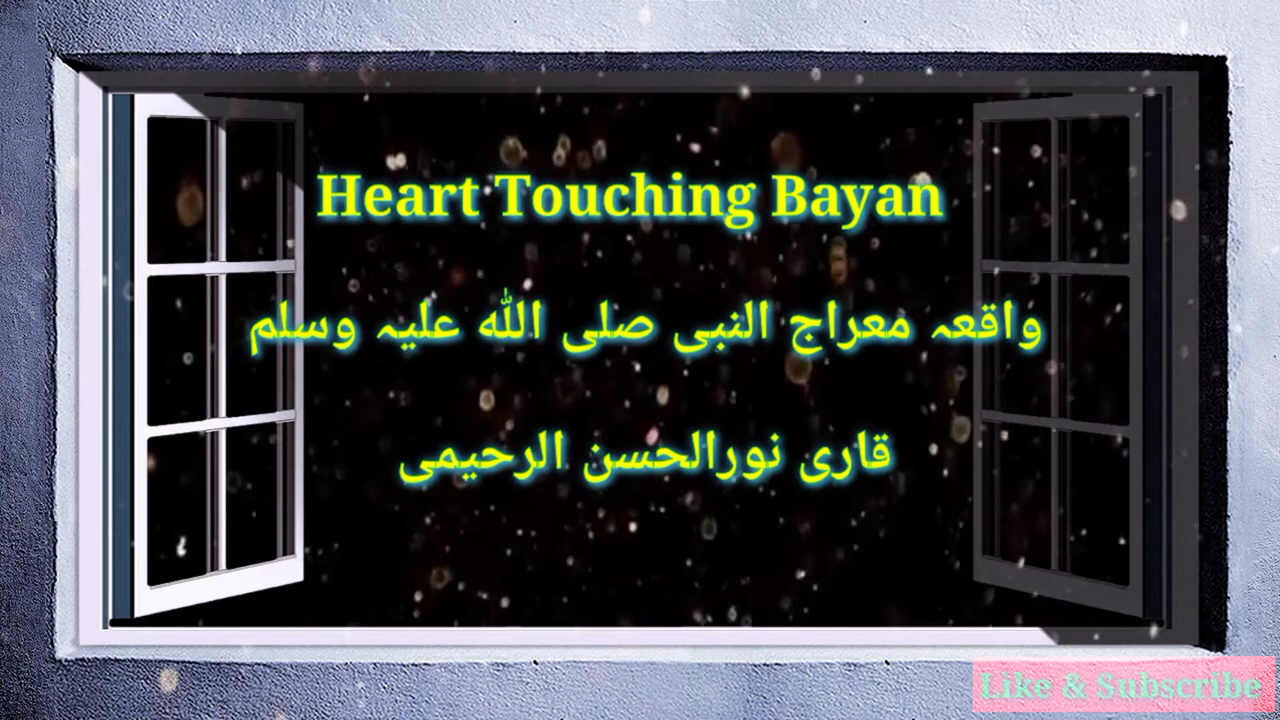 Heart Touching Bayan
واقعہ معراج النبی صلی اللہ علیہ وسلم
قاری نورالحسن الرحیمی
Like & Subscribe